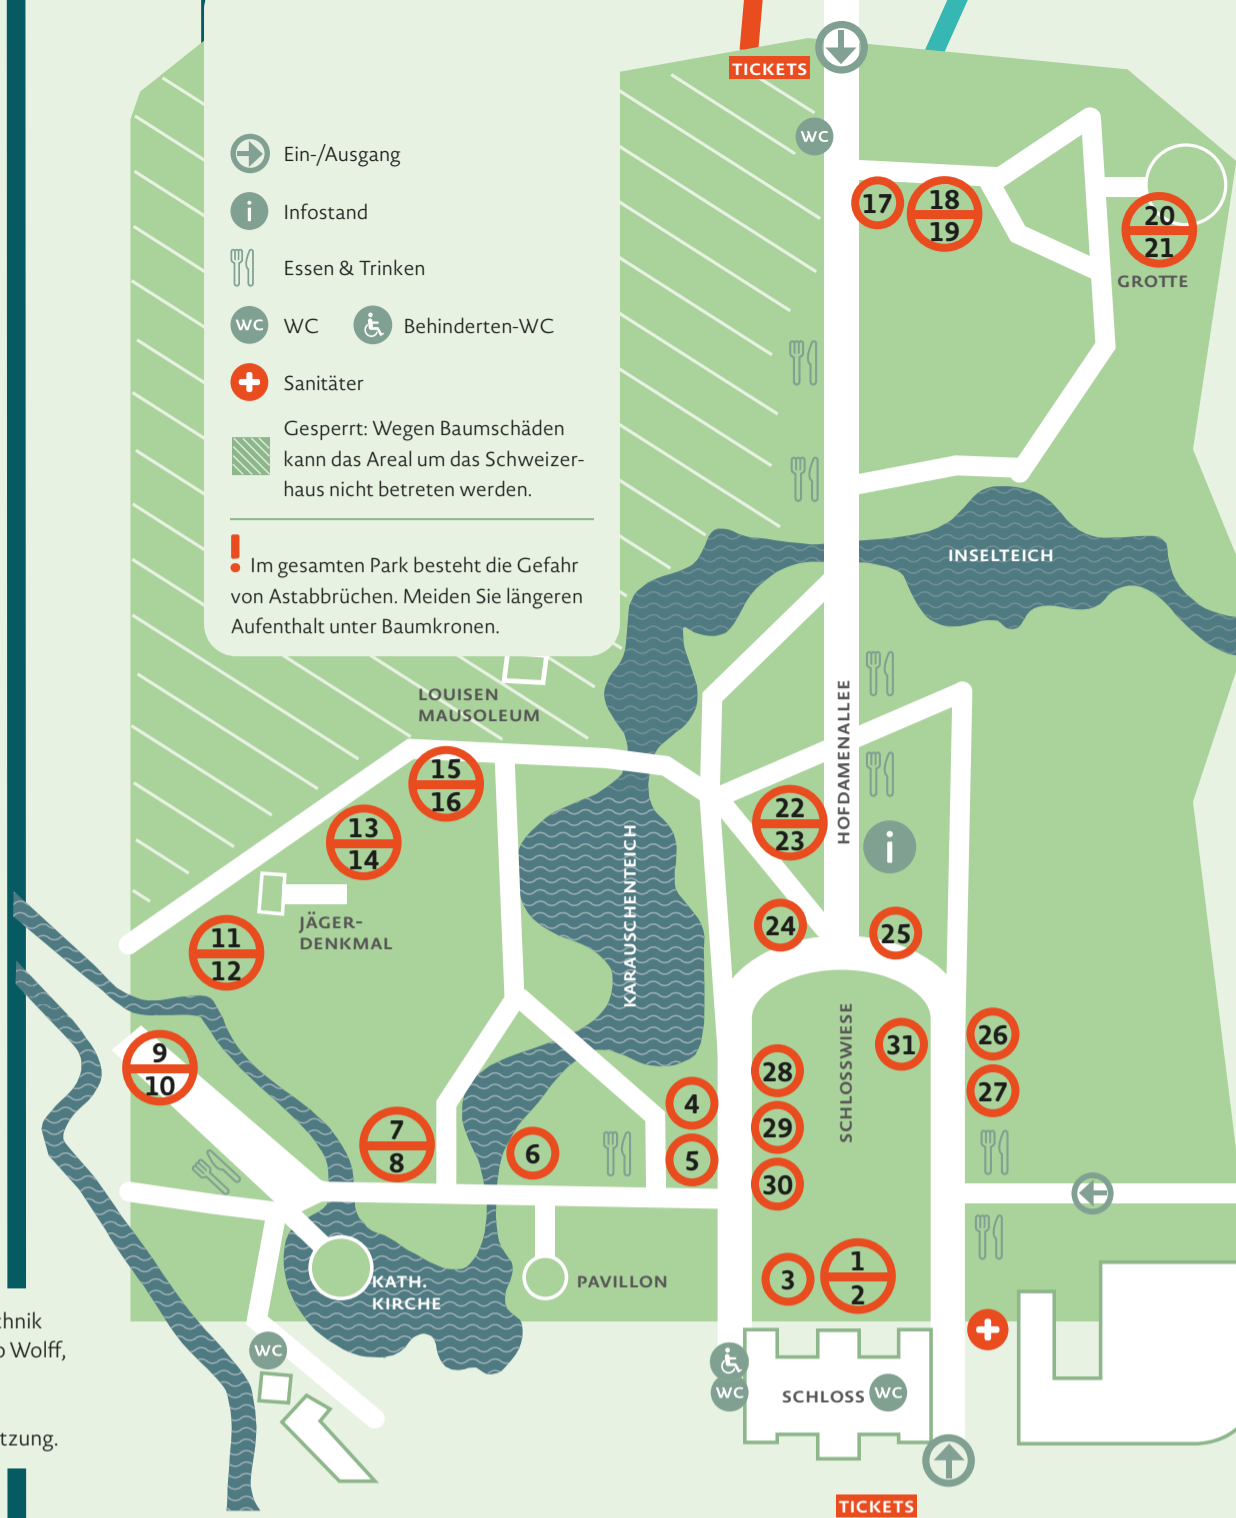 TICKETS
WC
Ein-/Ausgang
i
Infostand
Essen & Trinken
WC
WC
Behinderten-WC
Sanitäter
Gesperrt: Wegen Baumschäden
kann das Areal um das Schweizer-
haus nicht betreten werden.
! Im gesamten Park besteht die Gefahr
von Astabbrüchen. Meiden Sie längeren
Aufenthalt unter Baumkronen.
17
18
19
20
21
GROTTE
INSELTEICH
LOUISEN
MAUSOLEUM
15
16
13
14
JÄGER-
DENKMAL
11
12
KARAUSCHENTEICH
HOFDAMENALLEE
22
23
i
24
25
9
10
7
8
6
4
5
SCHLOSSWIESE
31
26
27
28
29
30
3
1
2
KATH.
KIRCHE
PAVILLON
WC
WC
SCHLOSS
WC
TICKETS
chnik
o Wolff,
tzung.